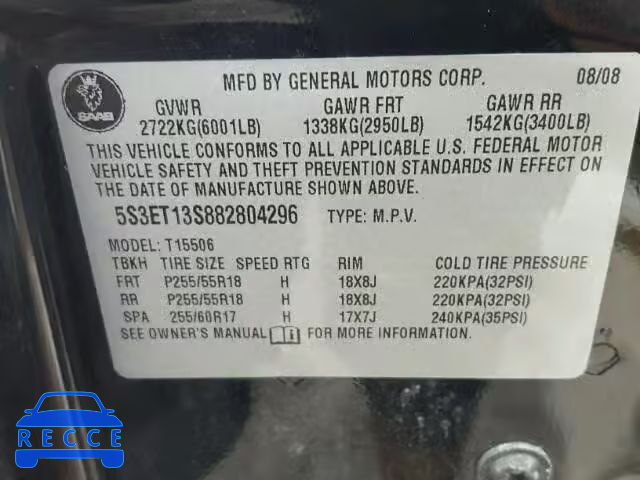 MFD BY GENERAL MOTORS CORP. 08/08
SAAB
GVWR GAWR FRT GAWR RR
2722KG(6001LB) 1338KG(2950LB) 1542KG(3400LB)
THIS VEHICLE CONFORMS TO ALL APPLICABLE U.S. FEDERAL MOTOR
VEHICLE SAFETY AND THEFT PREVENTION STANDARDS IN EFFECT ON
THE DATE OF MANUFACTURE SHOWN ABOVE.
5S3ET13S882804296 TYPE: M.P.V.
MODEL: T15506
TBKH TIRE SIZE SPEED RTG RIM COLD TIRE PRESSURE
FRT P255/55R18 H 18X8J 220KPA(32PSI)
RR P255/55R18 H 18X8J 220KPA(32PSI)
SPA 255/60R17 H 17X7J 240KPA(35PSI)
SEE OWNER'S MANUAL FOR MORE INFORMATION.
RECCE